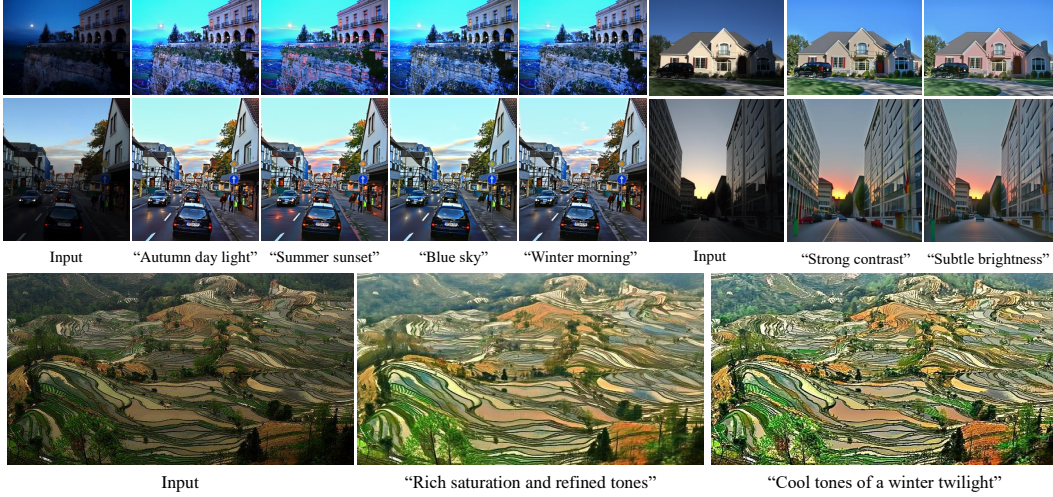 Input
“Autumn day light”
“Summer sunset”
“Blue sky”
“Winter morning”
Input
“Strong contrast”
“Subtle brightness”
Input
“Rich saturation and refined tones”
“Cool tones of a winter twilight”